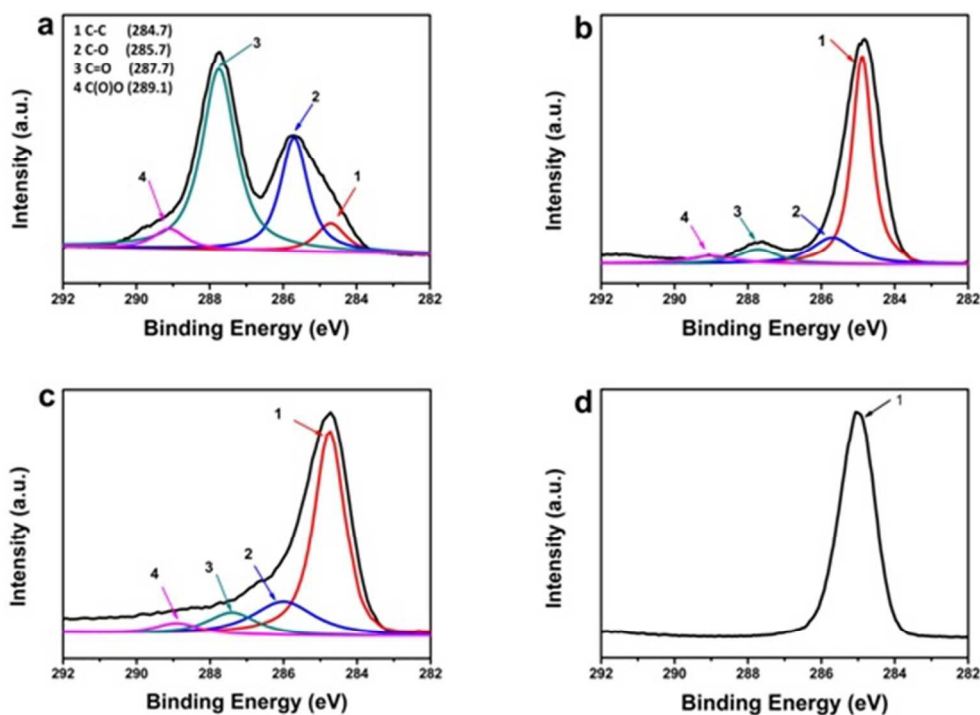 a
1 C-C (284.7)
2 C-O (285.7)
3 C=O (287.7)
4 C(O)O (289.1)
3
2
4
1
Intensity (a.u.)
292 290 288 286 284 282
Binding Energy (eV)
b
1
4
3
2
Intensity (a.u.)
292 290 288 286 284 282
Binding Energy (eV)
c
1
4
3
2
Intensity (a.u.)
292 290 288 286 284 282
Binding Energy (eV)
d
1
Intensity (a.u.)
292 290 288 286 284 282
Binding Energy (eV)